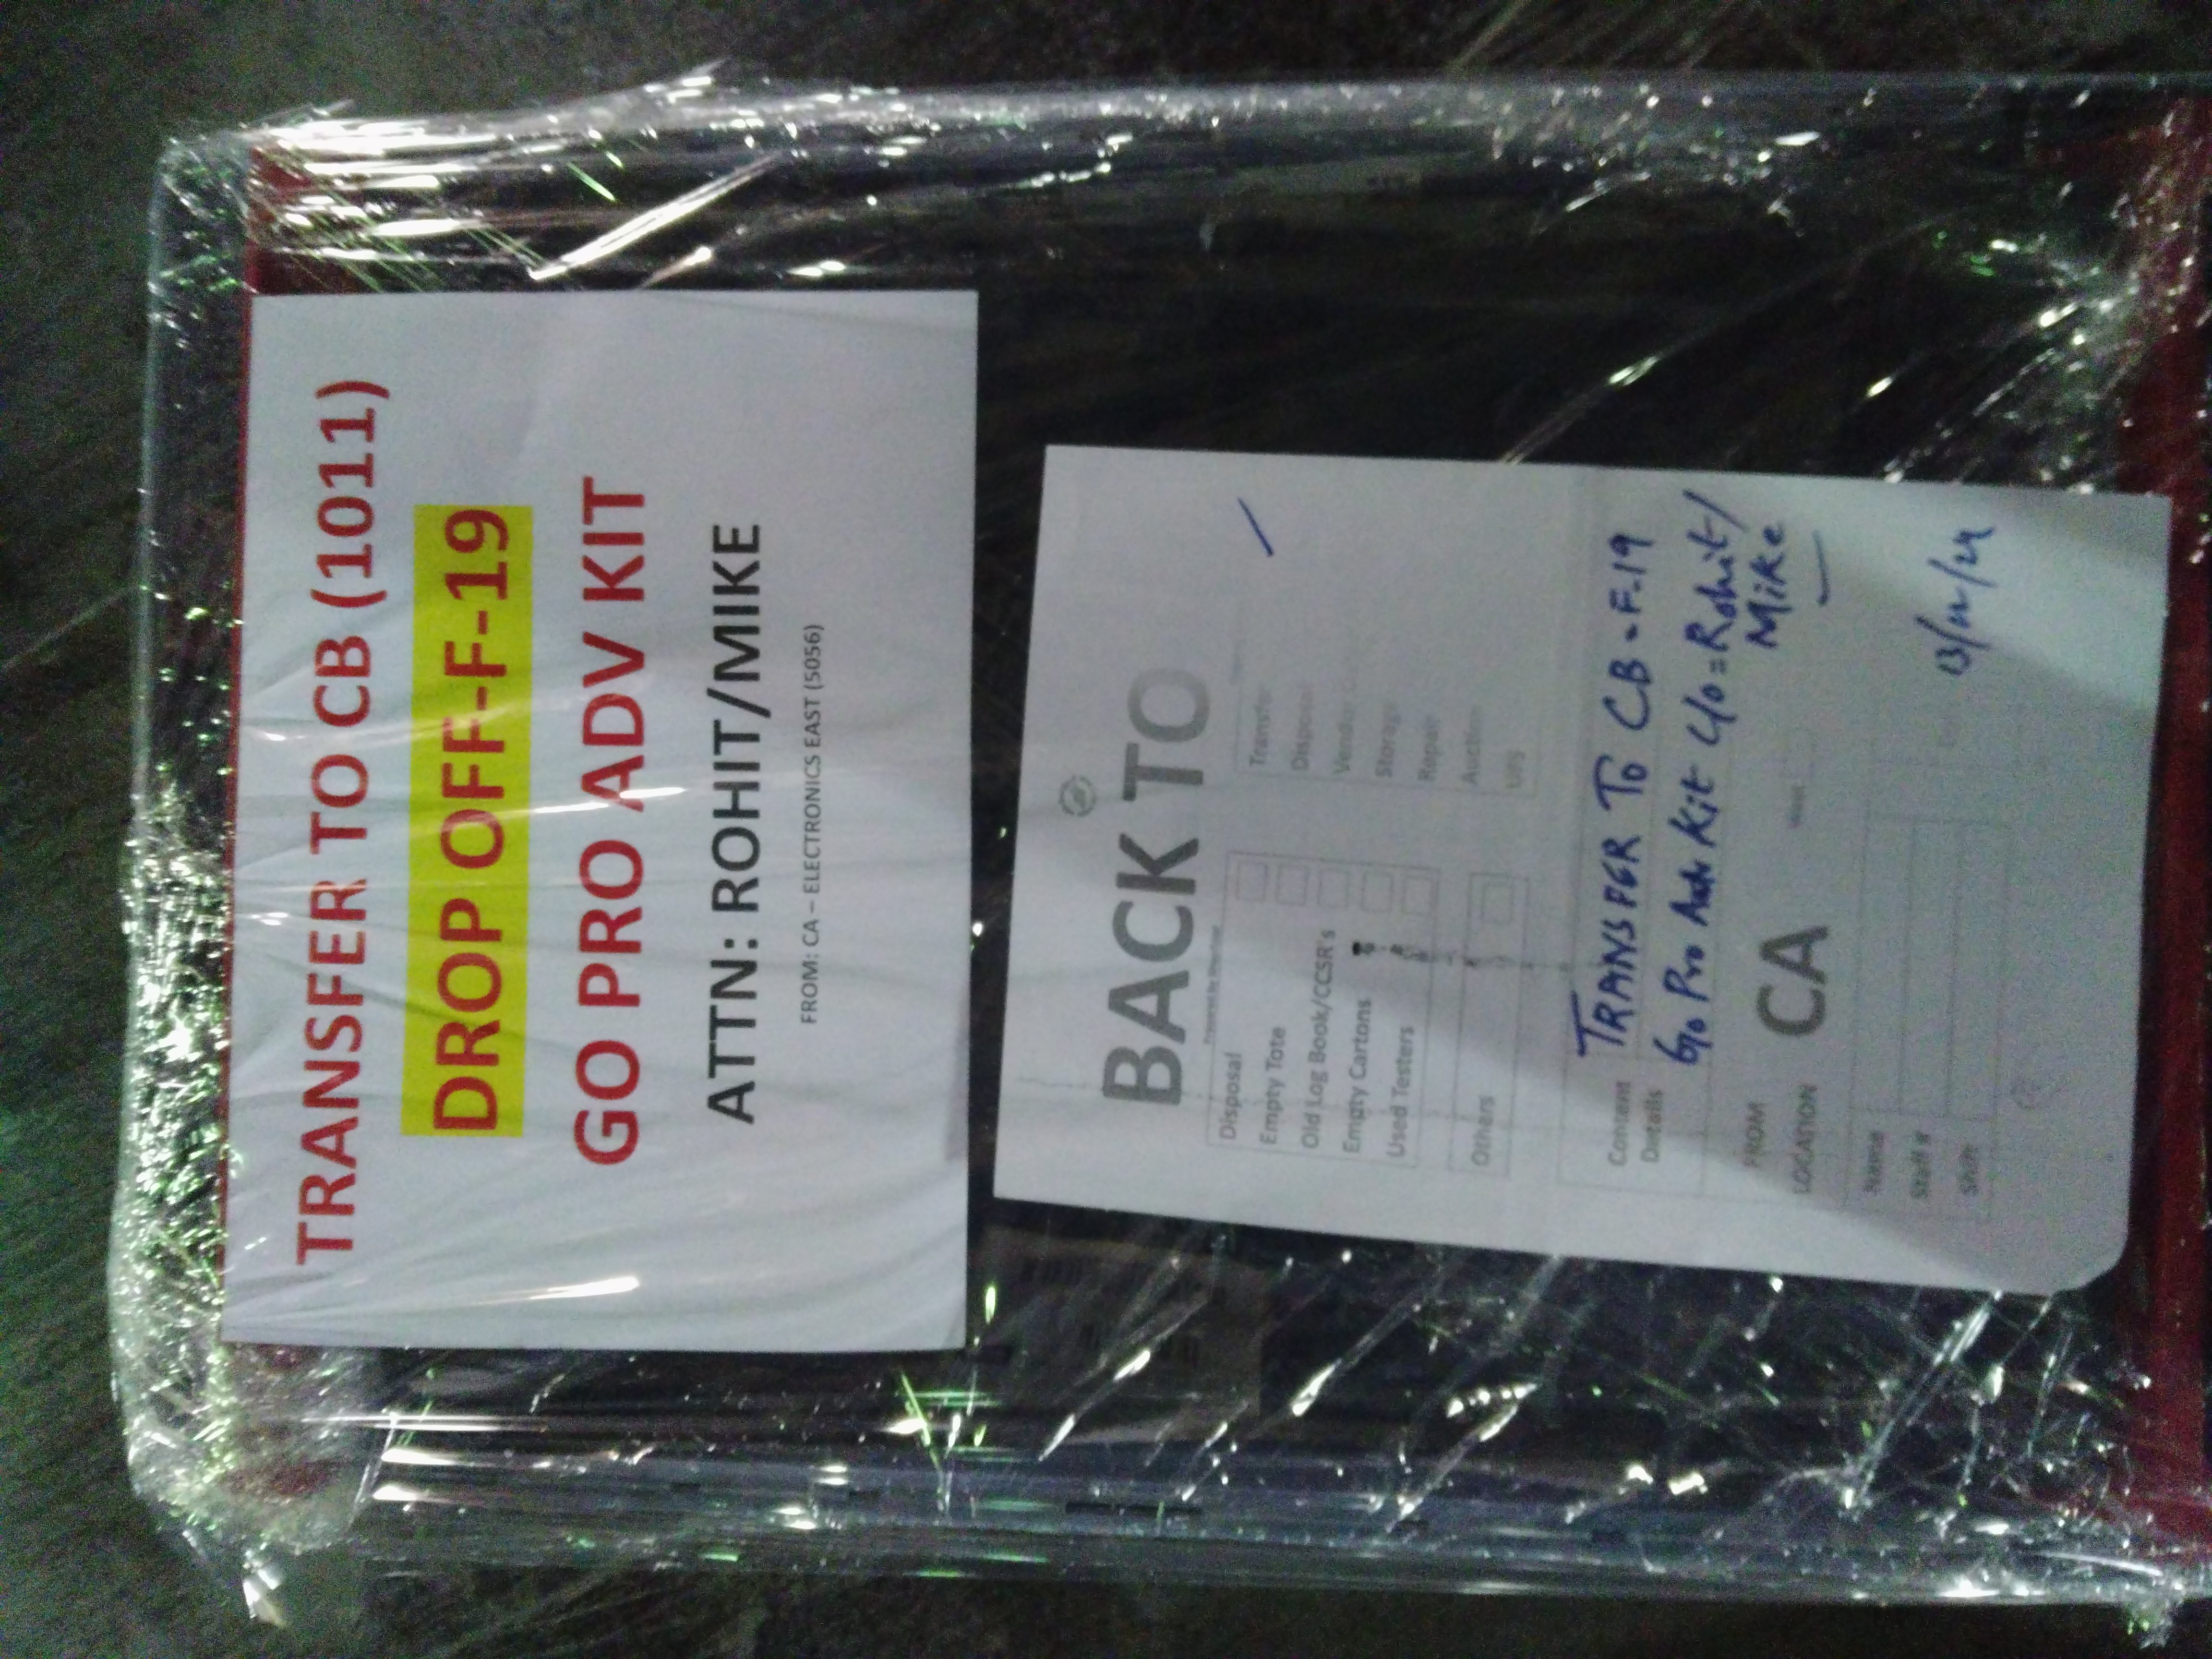 TRANSFER TO CB (1011)
DROP OFF-F-19
GO PRO ADV KIT
ATTN: ROHIT/MIKE
FROM: CA – ELECTRONICS EAST (5056)
BACK TO
Disposal
Empty Tote
Old Log Book/CCSR's
Empty Cartons
Used Testers
Others
Transfer
Disposal
Vendor
Storage
Repair
Auction
Content
Details
TRANSFER TO CB - F-19
Go Pro Adv Kit C/o = Rohit/
Mike
FROM
LOCATION
CA
Name
Staff #